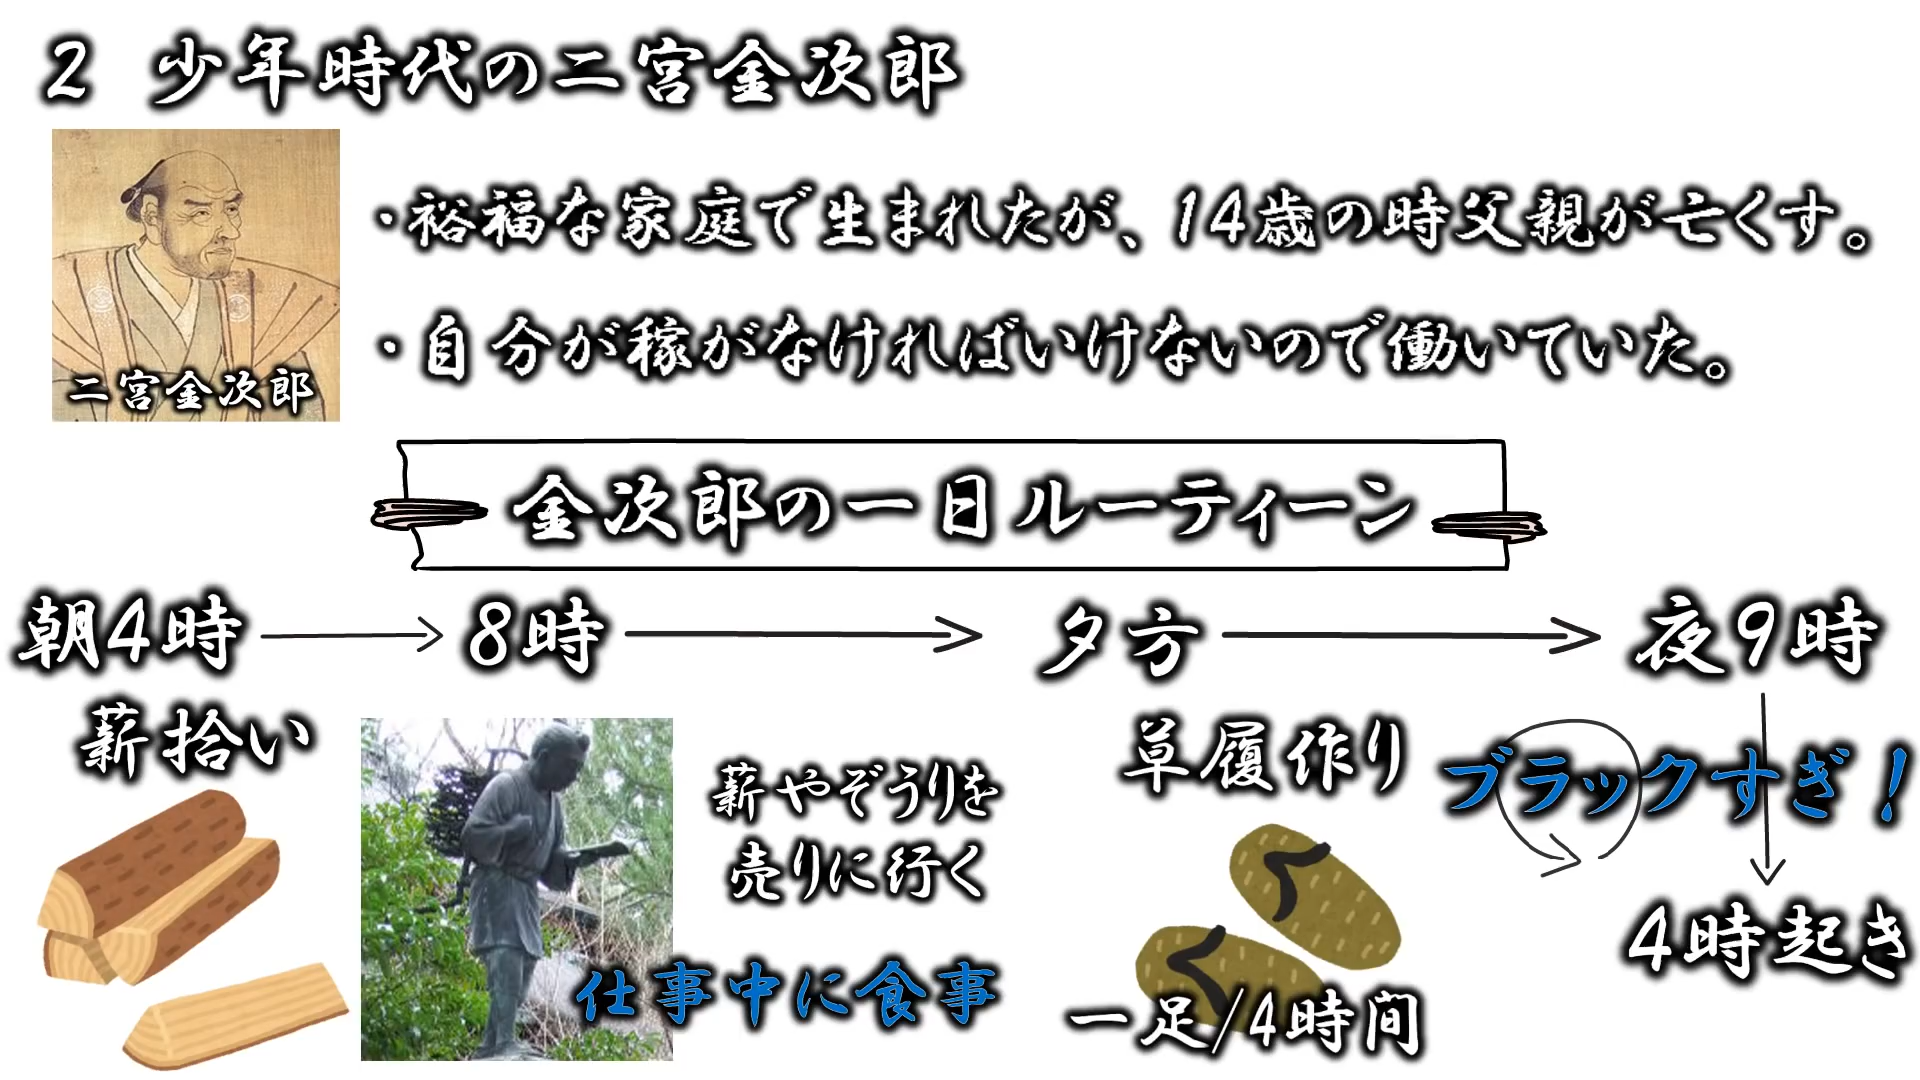 2 少年時代の二宮金次郎
・裕福な家庭で生まれたが、14歳の時父親が亡くす。
・自分が稼がなければいけないので働いていた。
二宮金次郎
金次郎の一日ルーティーン
朝4時
8時
夕方
夜9時
薪拾い
薪やぞうりを
売りに行く
仕事中に食事
草履作り
一足/4時間
ブラックすぎ!
4時起き